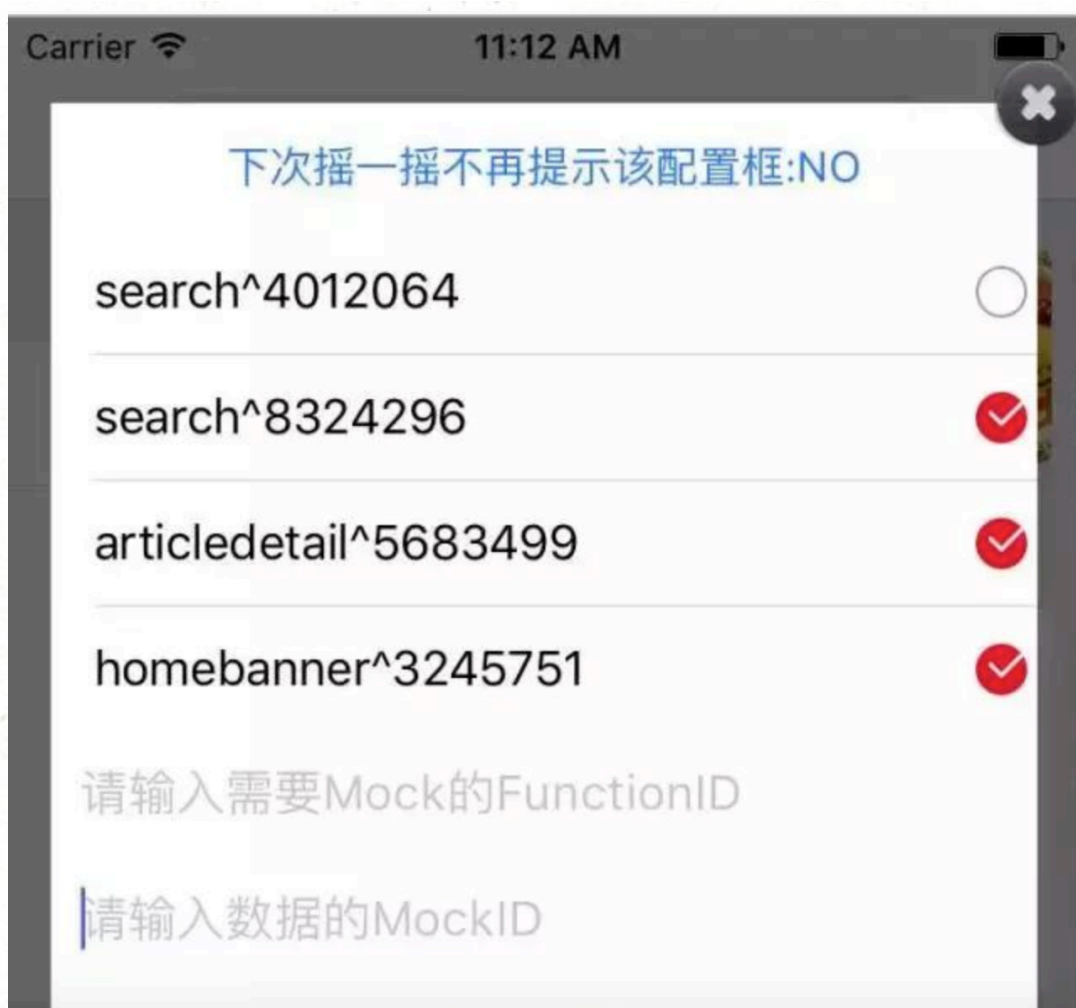 Carrier
11:12 AM
下次摇一摇不再提示该配置框:NO
search^4012064
search^8324296
articledetail^5683499
homebanner^3245751
请输入需要Mock的FunctionID
请输入数据的MockID